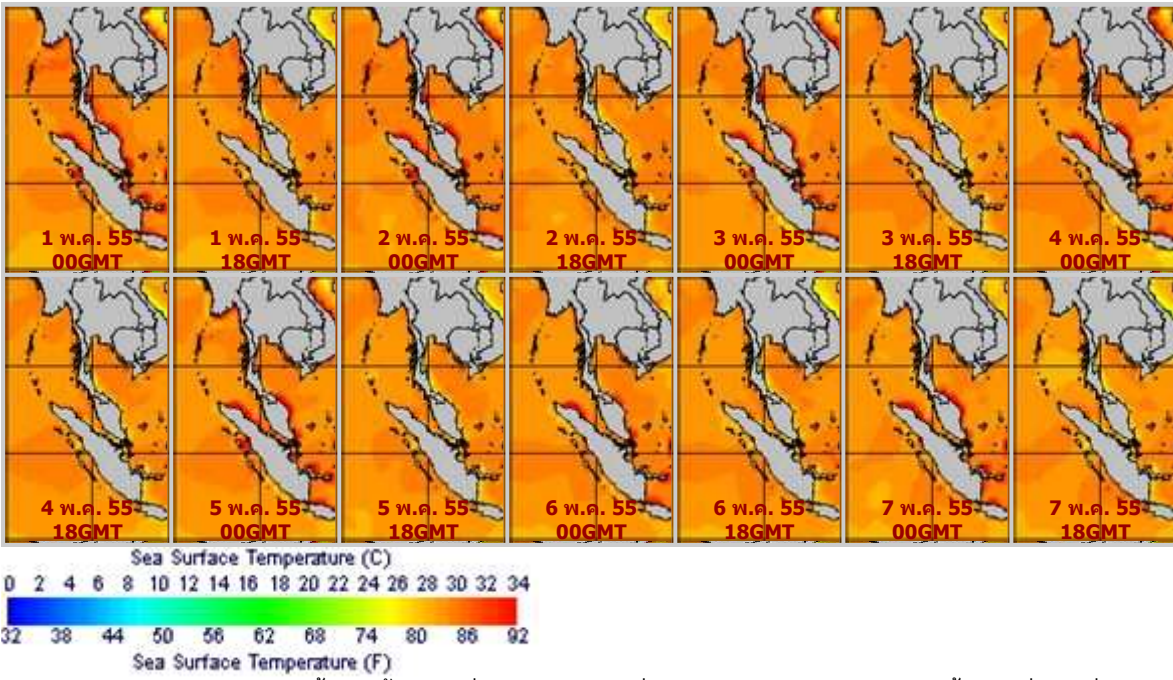 1 พ.ค. 55
00GMT
1 พ.ค. 55
18GMT
2 พ.ค. 55
00GMT
2 พ.ค. 55
18GMT
3 พ.ค. 55
00GMT
3 พ.ค. 55
18GMT
4 พ.ค. 55
00GMT
4 พ.ค. 55
18GMT
5 พ.ค. 55
00GMT
5 พ.ค. 55
18GMT
6 พ.ค. 55
00GMT
6 พ.ค. 55
18GMT
7 พ.ค. 55
00GMT
7 พ.ค. 55
18GMT
Sea Surface Temperature (C)
0 2 4 6 8 10 12 14 16 18 20 22 24 26 28 30 32 34
32 38 44 50 56 62 68 74 80 86 92
Sea Surface Temperature (F)